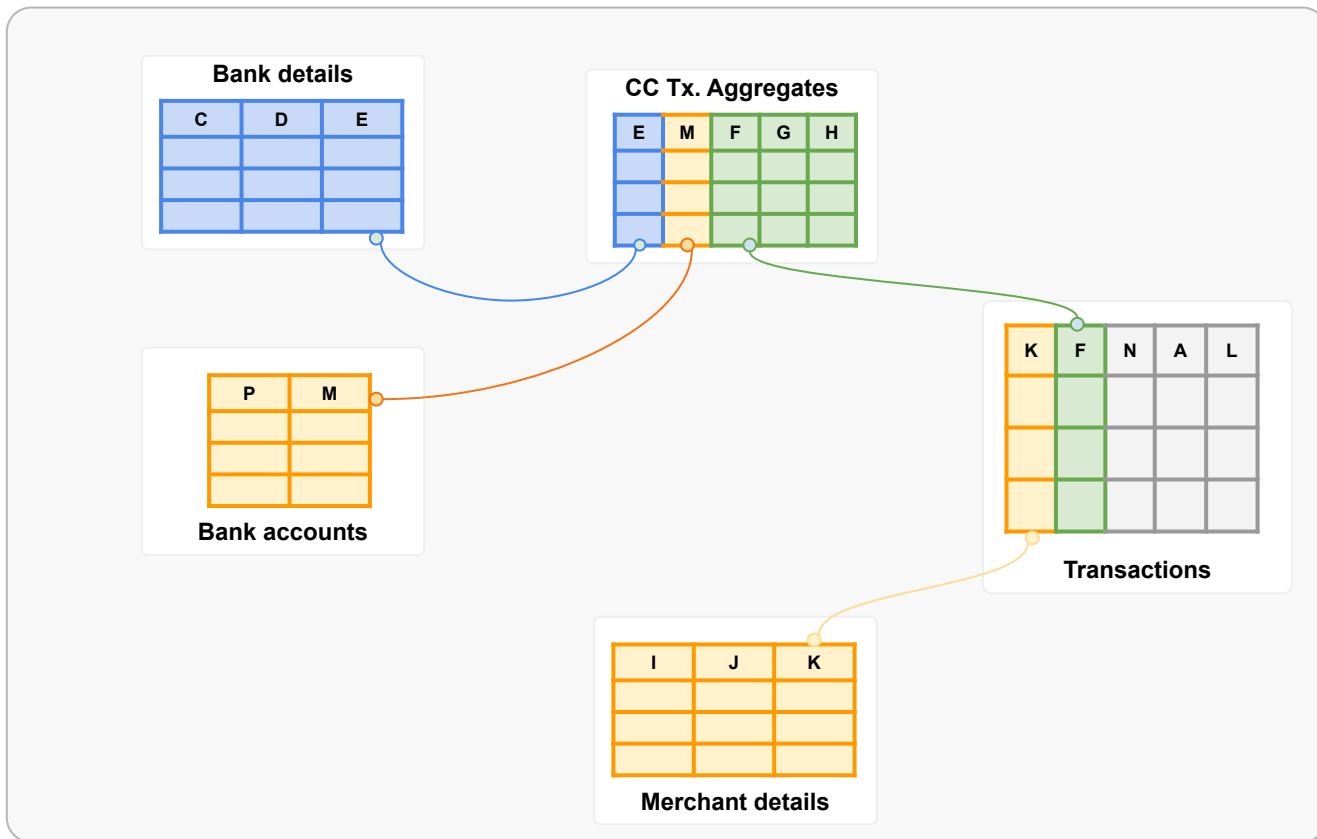 Bank details
C D E
CC Tx. Aggregates
E M F G H
P M
Bank accounts
K F N A L
Transactions
I J K
Merchant details